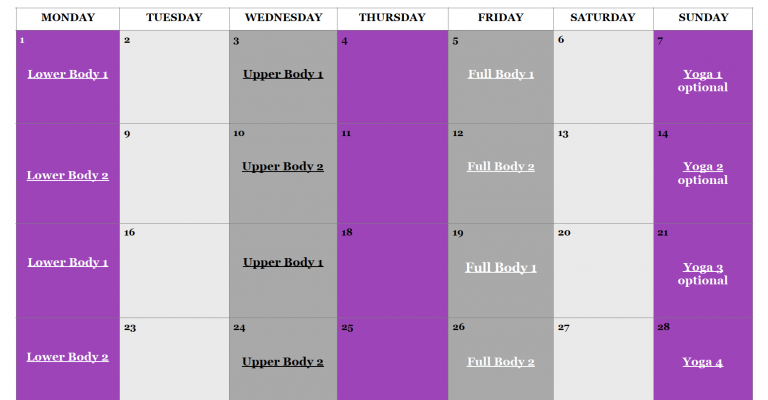 MONDAY TUESDAY WEDNESDAY THURSDAY FRIDAY SATURDAY SUNDAY
1 2 3 4 5 6 7
Lower Body 1 Upper Body 1 Full Body 1 Yoga 1
optional
9 10 11 12 13 14
Lower Body 2 Upper Body 2 Full Body 2 Yoga 2
optional
16 18 19 20 21
Lower Body 1 Upper Body 1 Full Body 1 Yoga 3
optional
23 24 25 26 27 28
Lower Body 2 Upper Body 2 Full Body 2 Yoga 4